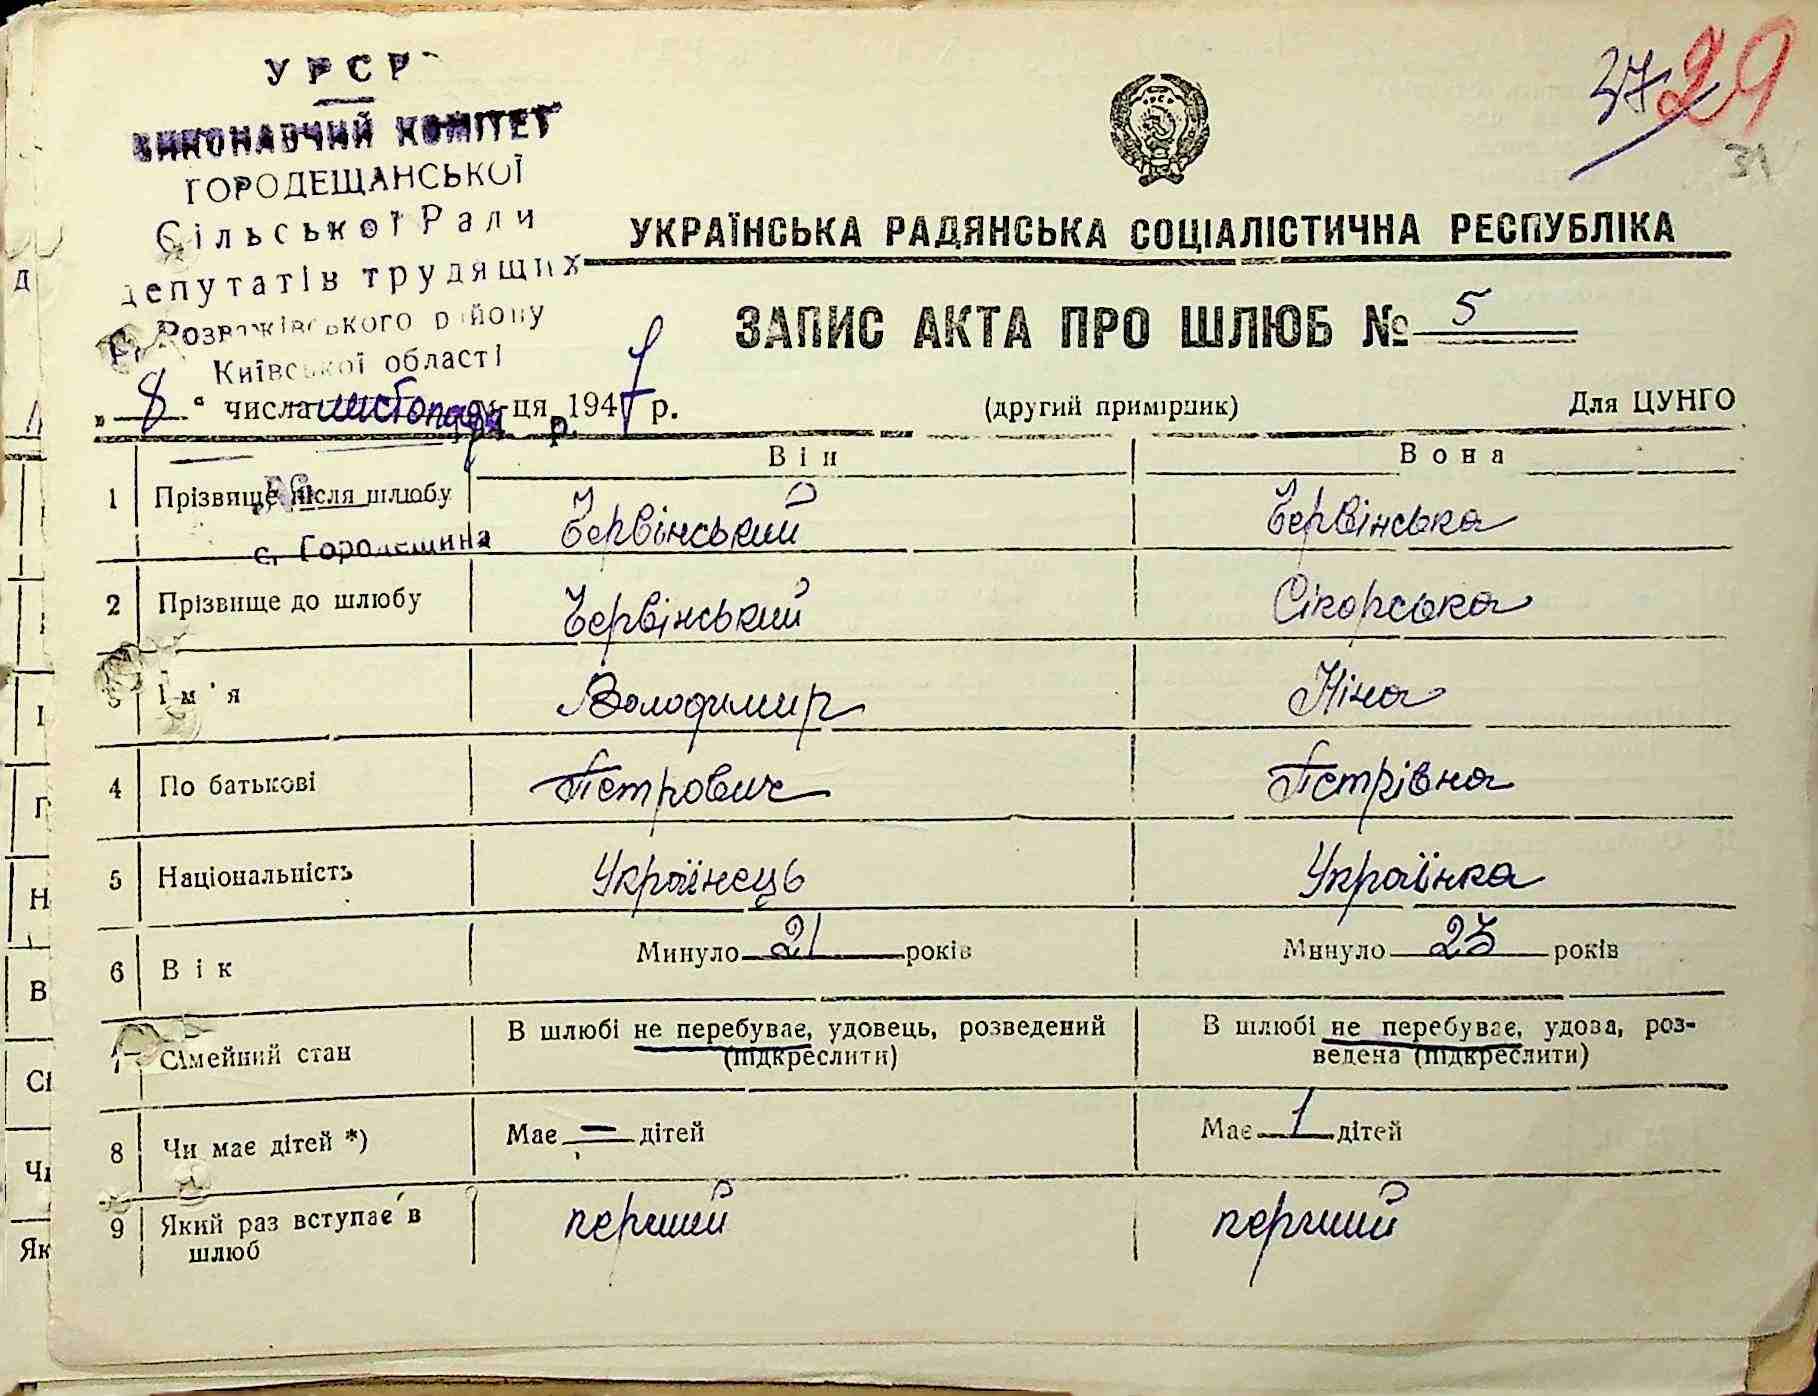 УРСР
ВИКОНАВЧИЙ КОМІТЕТ
ГОРОДЕЩАНСЬКОЇ
Сільської Ради
депутатів трудящих
Розважівського району
Київської області
р.
с. Городещина
37 29
31
УКРАЇНСЬКА РАДЯНСЬКА СОЦІАЛІСТИЧНА РЕСПУБЛІКА
ЗАПИС АКТА ПРО ШЛЮБ № 5
„ 8 “ числа листопада м-ця 1947 р. (другий примірник) Для ЦУНГО
Він Вона
1 Прізвище після шлюбу Червінський Червінська
2 Прізвище до шлюбу Червінський Сікорська
3 Ім'я Володимир Ніна
4 По батькові Петрович Петрівна
5 Національність Українець Українка
6 Вік Минуло 21 років Минуло 23 років
7 Сімейний стан В шлюбі не перебуває, удовець, розведений В шлюбі не перебуває, удова, роз-
(підкреслити) ведена (підкреслити)
8 Чи має дітей *) Має – дітей Має 1 дітей
9 Який раз вступає в перший перший
шлюб